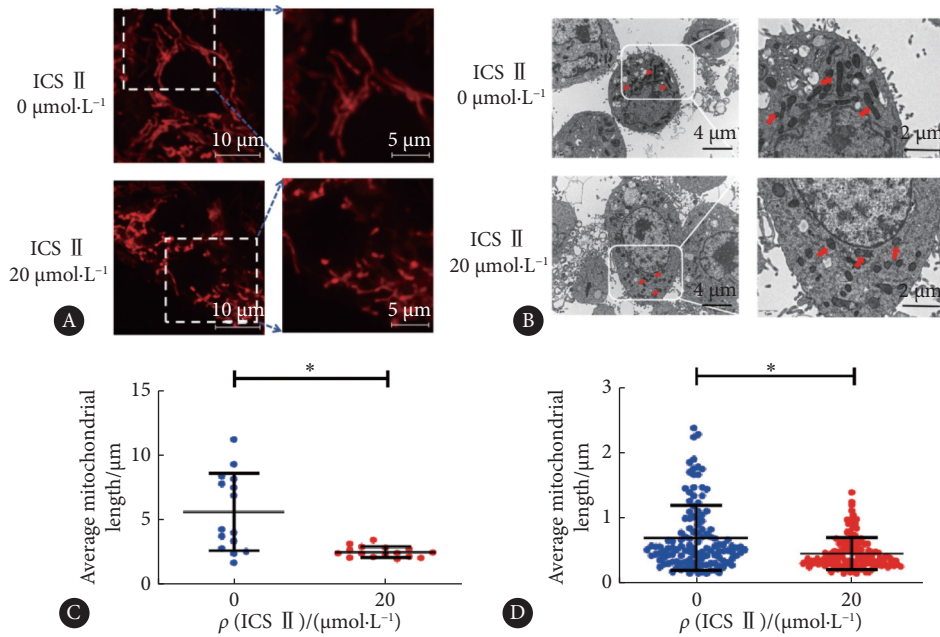 ICS Ⅱ
0 μmol·L⁻¹
10 μm
5 μm
ICS Ⅱ
20 μmol·L⁻¹
10 μm
5 μm
A
ICS Ⅱ
0 μmol·L⁻¹
4 μm
2 μm
ICS Ⅱ
20 μmol·L⁻¹
4 μm
2 μm
B
*
Average mitochondrial
length/μm
15
10
5
0
0
20
ρ (ICS Ⅱ)/(μmol·L⁻¹)
C
*
Average mitochondrial
length/μm
3
2
1
0
0
20
ρ (ICS Ⅱ)/(μmol·L⁻¹)
D